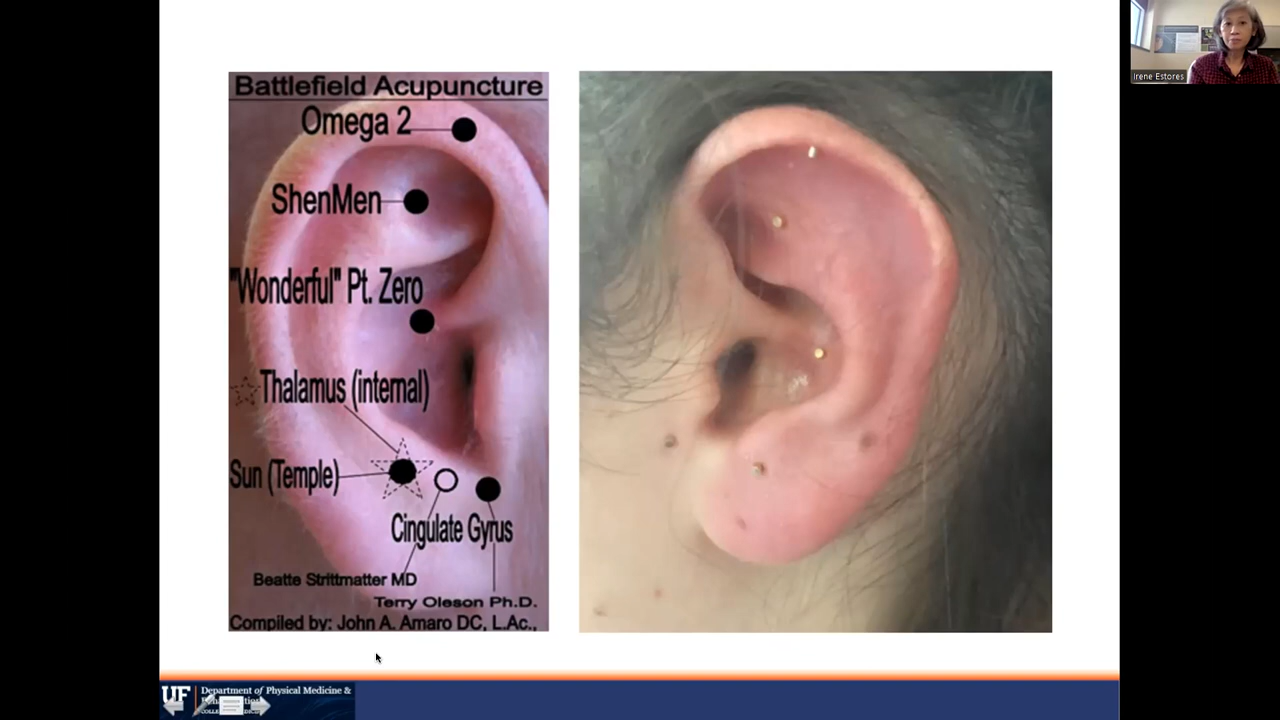 Battlefield Acupuncture
Omega 2
ShenMen
"Wonderful" Pt. Zero
Thalamus (internal)
Sun (Temple)
Cingulate Gyrus
Beatte Strittmatter MD
Terry Oleson Ph.D.
Compiled by: John A. Amaro DC, L.Ac.,
Irene Estores
UF
Department of Physical Medicine &